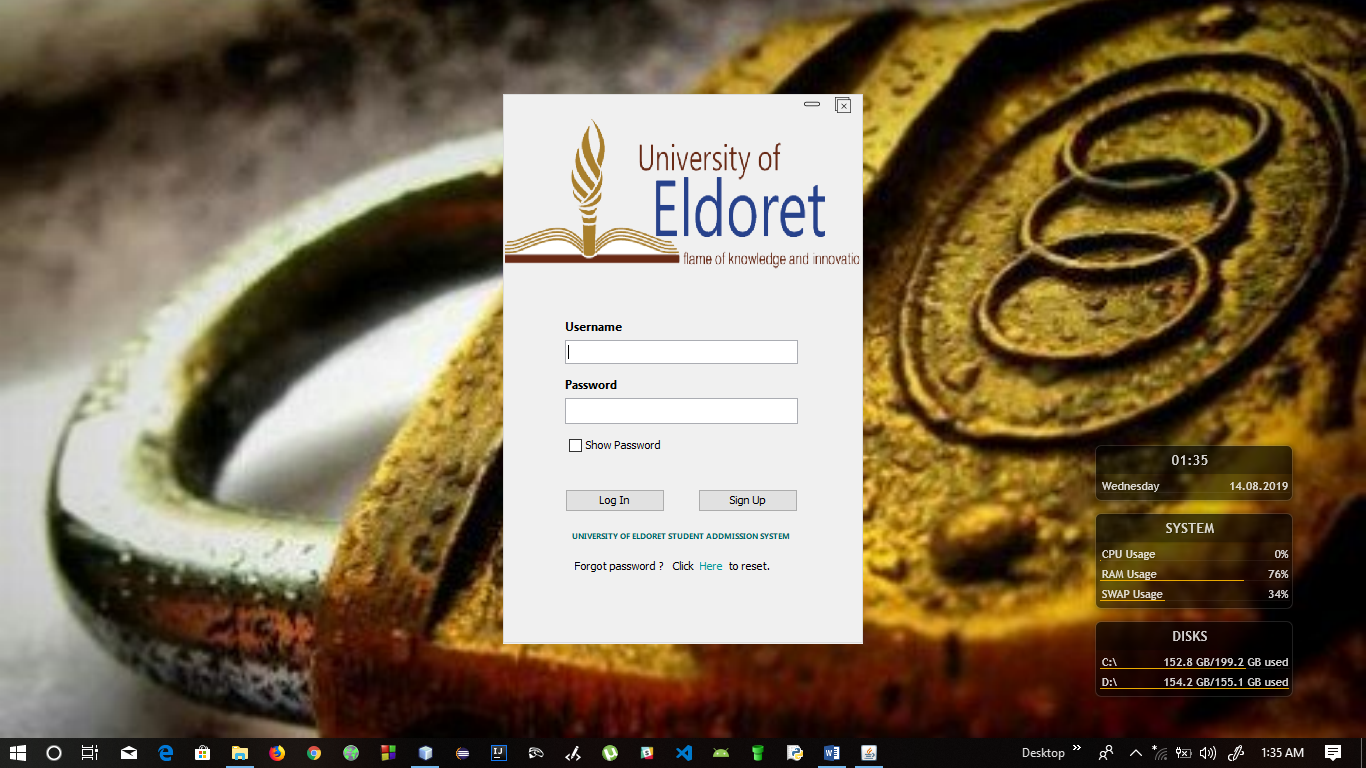 University of
Eldoret
flame of knowledge and innovatio
Username
Password
Show Password
Log In Sign Up
UNIVERSITY OF ELDORET STUDENT ADDMISSION SYSTEM
Forgot password ? Click Here to reset.
01:35
Wednesday 14.08.2019
SYSTEM
CPU Usage 0%
RAM Usage 76%
SWAP Usage 34%
DISKS
C:\ 152.8 GB/199.2 GB used
D:\ 154.2 GB/155.1 GB used
Desktop 1:35 AM